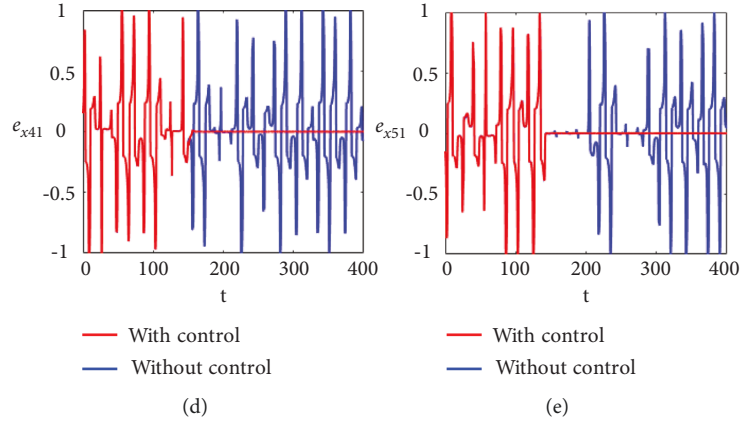 1
0.5
e_x41
0
-0.5
-1
0 100 200 300 400
t
With control
Without control
(d)
1
0.5
e_x51
0
-0.5
-1
0 100 200 300 400
t
With control
Without control
(e)